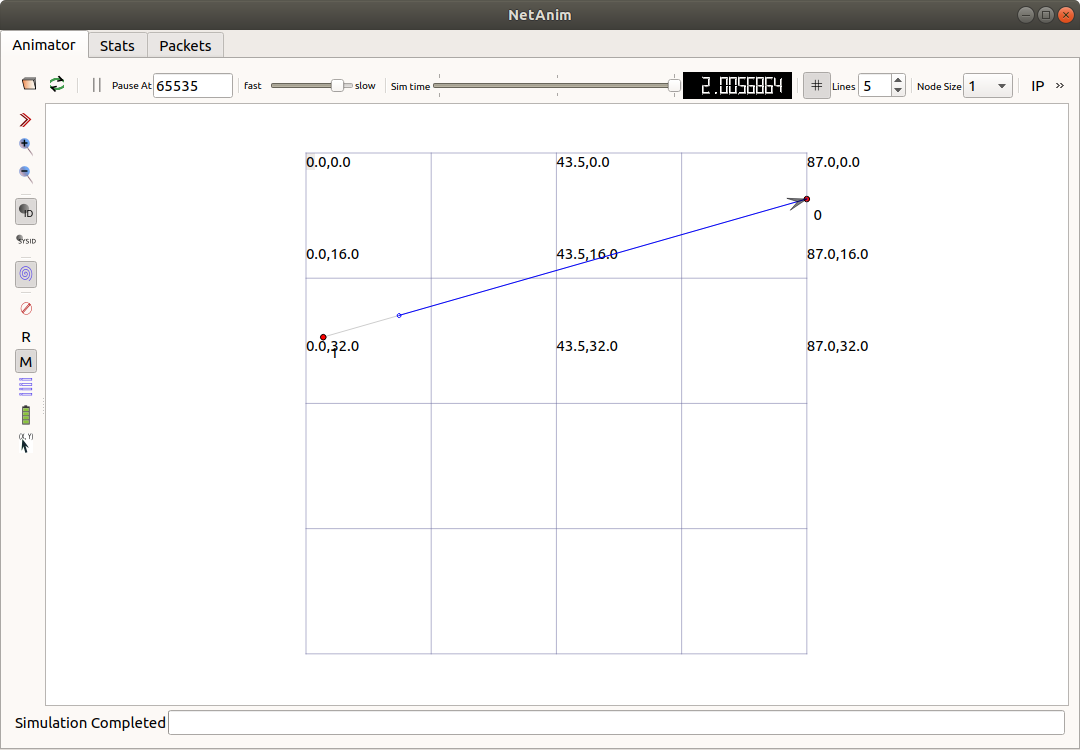 NetAnim
Animator Stats Packets
Pause At 65535 fast slow Sim time 2.0056864 Lines 5 Node Size 1 IP »
ID
SYSID
R
M
(X, Y)
0.0,0.0 43.5,0.0 87.0,0.0
0
0.0,16.0 43.5,16.0 87.0,16.0
0.0,32.0 43.5,32.0 87.0,32.0
1
Simulation Completed